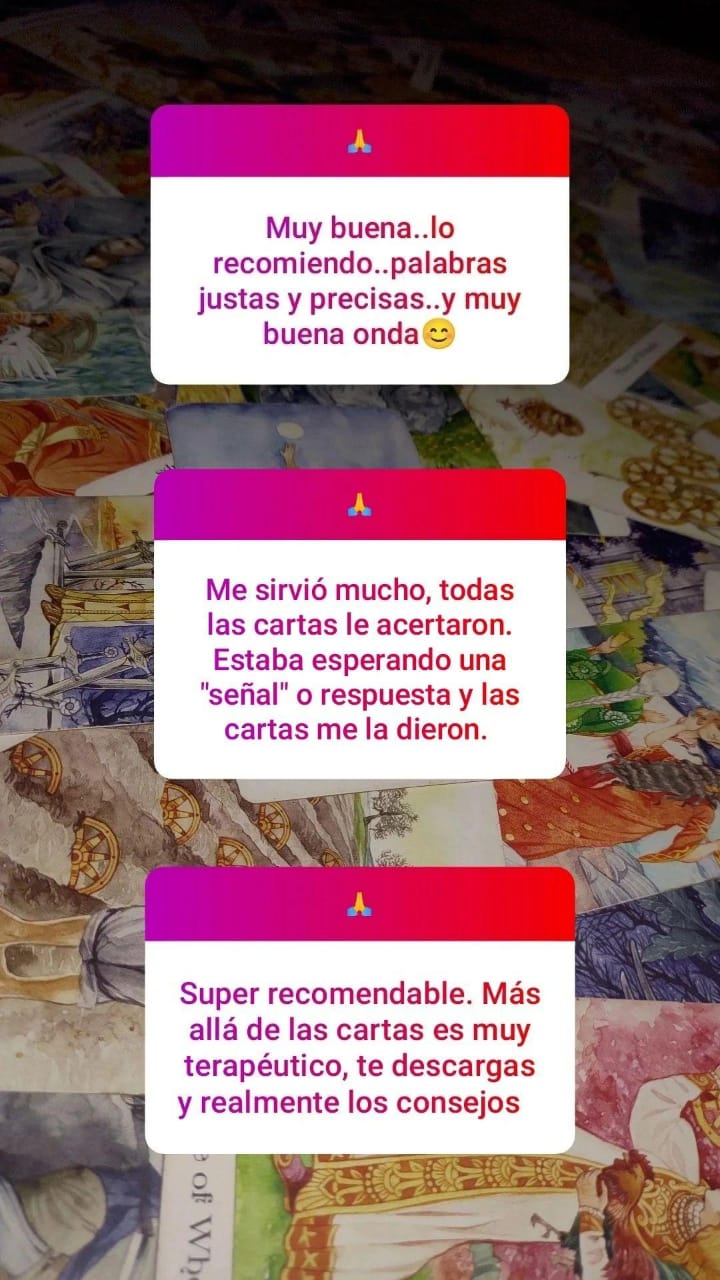 🙏
Muy buena..lo
recomiendo..palabras
justas y precisas..y muy
buena onda😊
🙏
Me sirvió mucho, todas
las cartas le acertaron.
Estaba esperando una
"señal" o respuesta y las
cartas me la dieron.
🙏
Super recomendable. Más
allá de las cartas es muy
terapéutico, te descargas
y realmente los consejos
of Wh